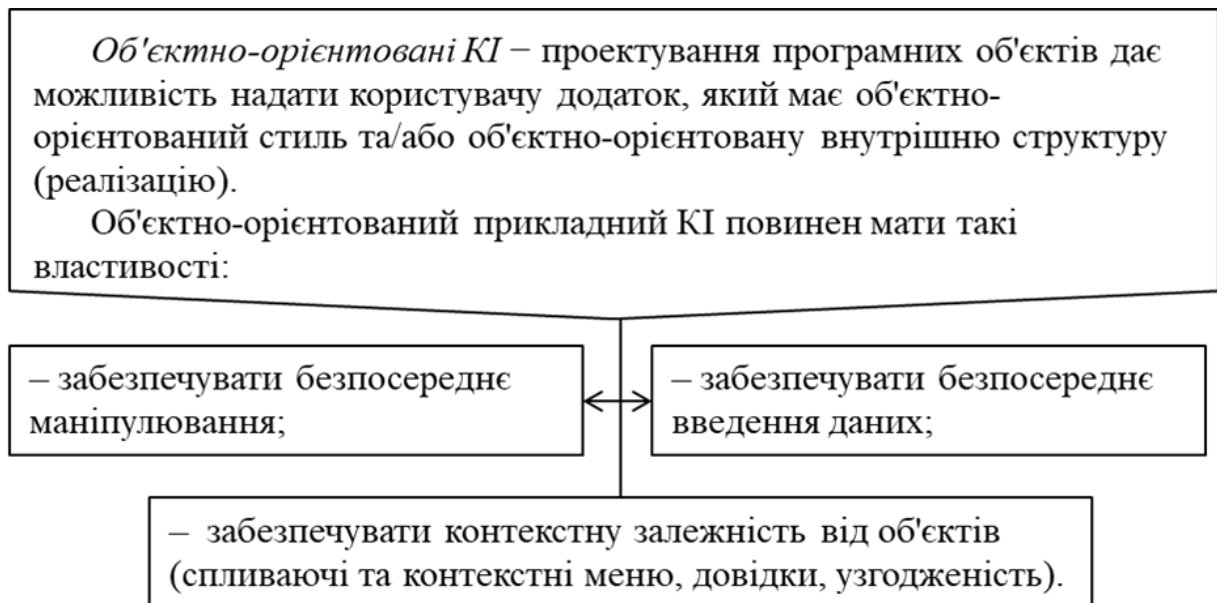 Об'єктно-орієнтовані КІ – проектування програмних об'єктів дає
можливість надати користувачу додаток, який має об'єктно-
орієнтований стиль та/або об'єктно-орієнтовану внутрішню структуру
(реалізацію).
Об'єктно-орієнтований прикладний КІ повинен мати такі
властивості:
– забезпечувати безпосереднє
маніпулювання;
– забезпечувати безпосереднє
введення даних;
– забезпечувати контекстну залежність від об'єктів
(спливаючі та контекстні меню, довідки, узгодженість).